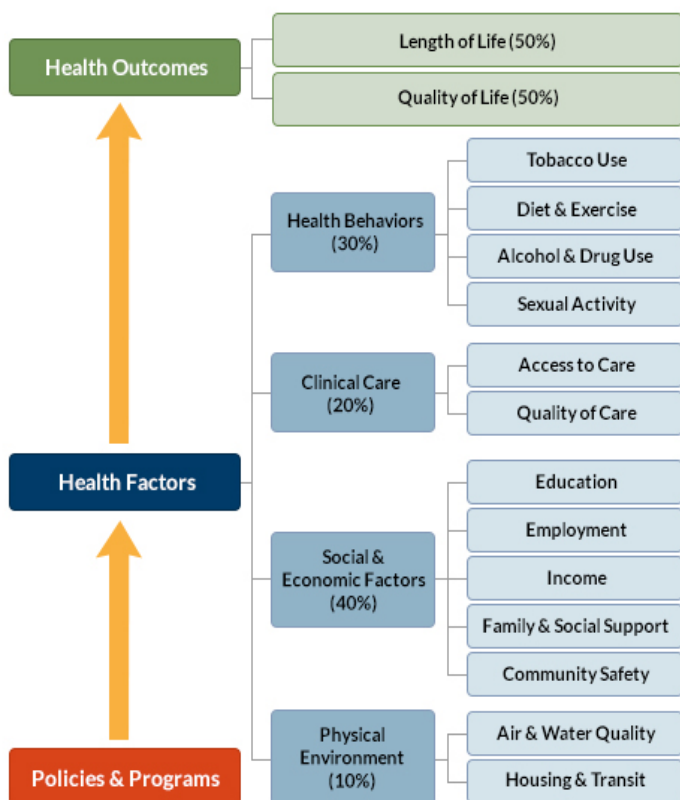 Health Outcomes
Length of Life (50%)
Quality of Life (50%)
Health Factors
Health Behaviors
(30%)
Tobacco Use
Diet & Exercise
Alcohol & Drug Use
Sexual Activity
Clinical Care
(20%)
Access to Care
Quality of Care
Social &
Economic Factors
(40%)
Education
Employment
Income
Family & Social Support
Community Safety
Physical
Environment
(10%)
Air & Water Quality
Housing & Transit
Policies & Programs